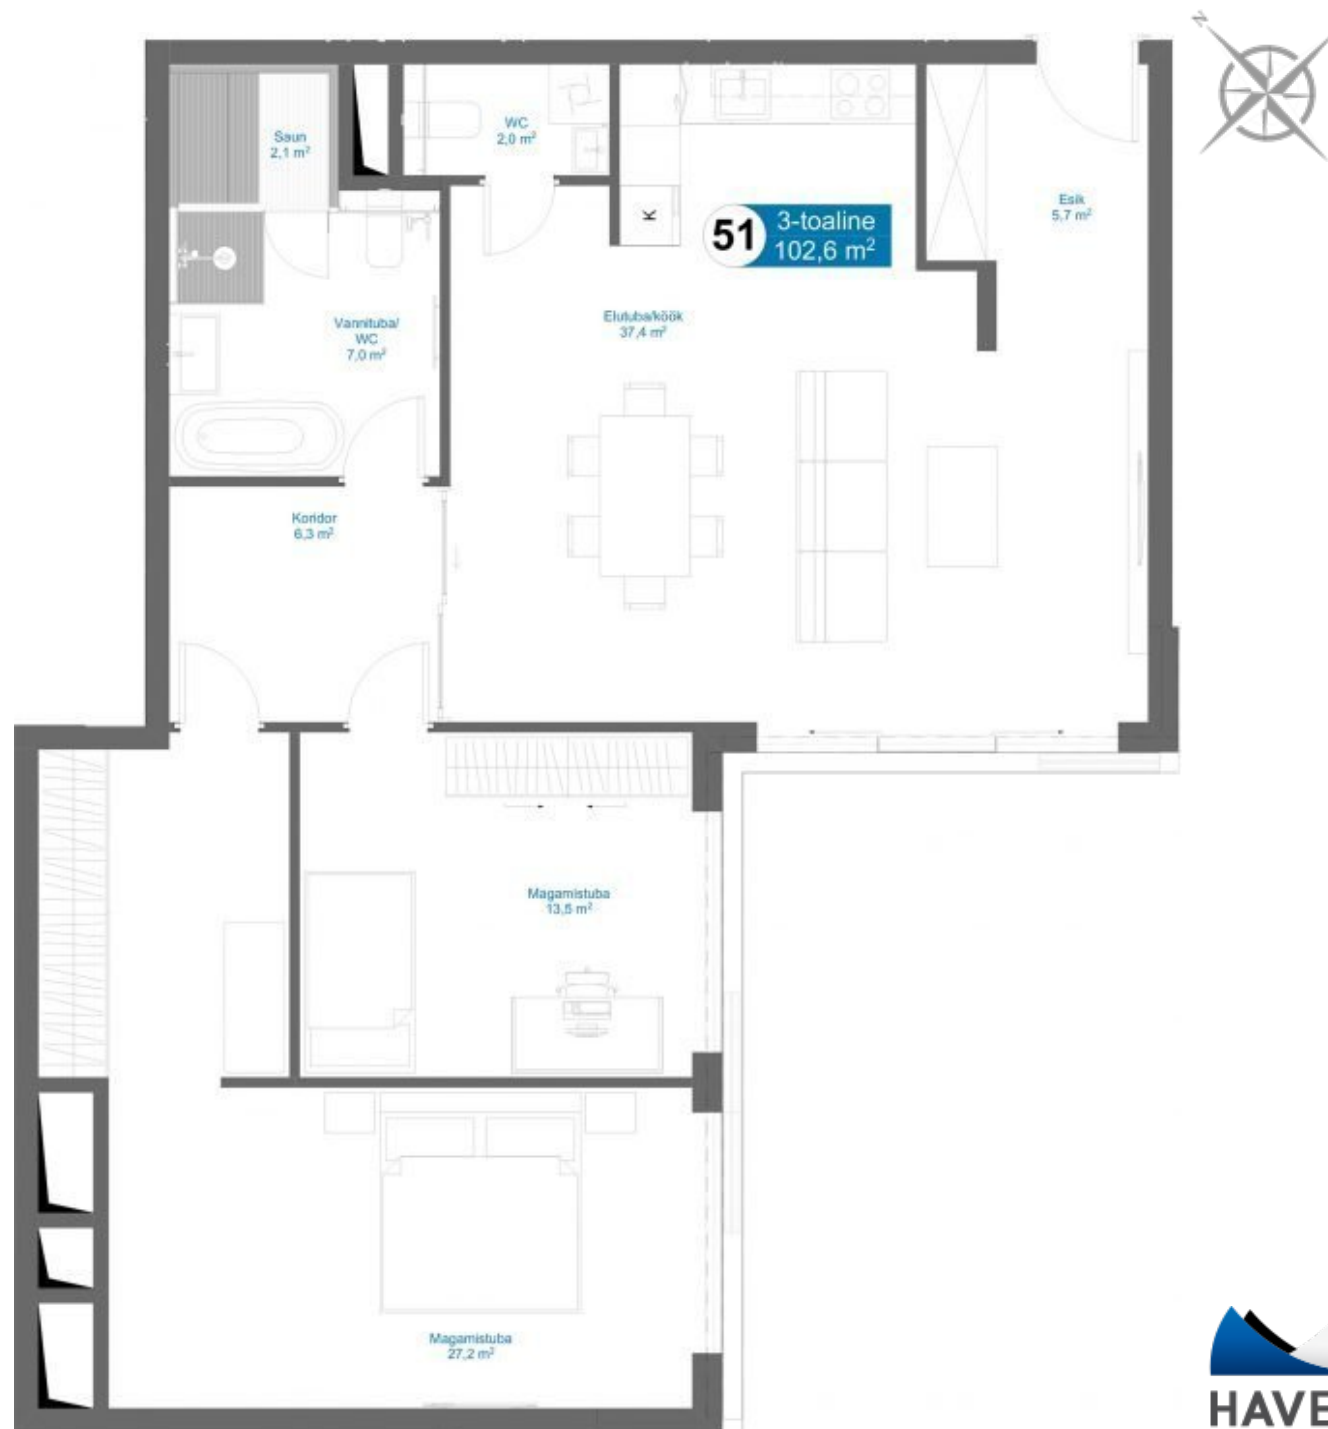 N
Saun
2,1 m²
WC
2,0 m²
Esik
5,7 m²
K
51
3-toaline
102,6 m²
Elutuba/köök
37,4 m²
Vannituba/
WC
7,0 m²
Koridor
6,3 m²
Magamistuba
13,5 m²
Magamistuba
27,2 m²
HAVE